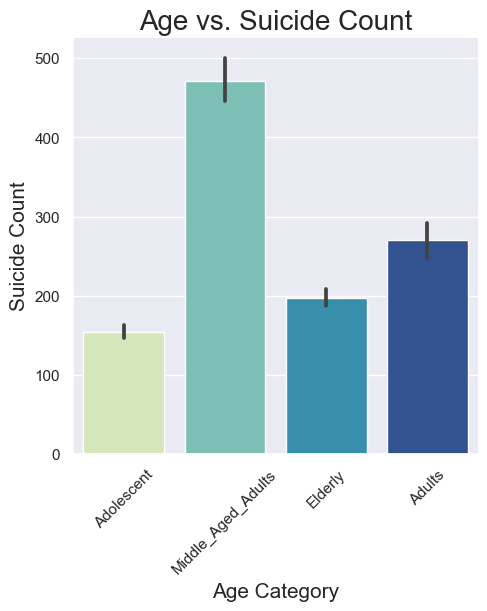 Age vs. Suicide Count
Suicide Count
500
400
300
200
100
0
Adolescent
Middle_Aged_Adults
Elderly
Adults
Age Category